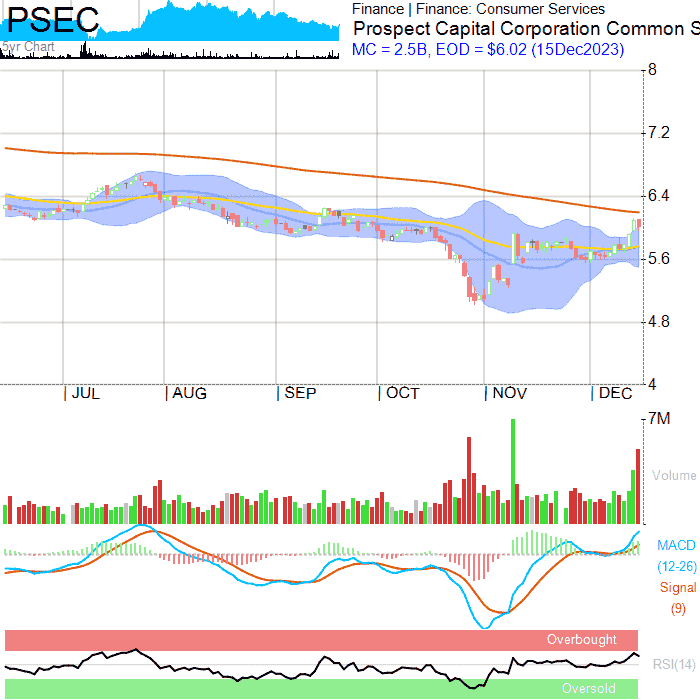 PSEC
5yr Chart
Finance | Finance: Consumer Services
Prospect Capital Corporation Common S
MC = 2.5B, EOD = $6.02 (15Dec2023)
8
7.2
6.4
5.6
4.8
4
| JUL | AUG | SEP | OCT | NOV | DEC
7M
Volume
MACD
(12-26)
Signal
(9)
Overbought
RSI(14)
Oversold